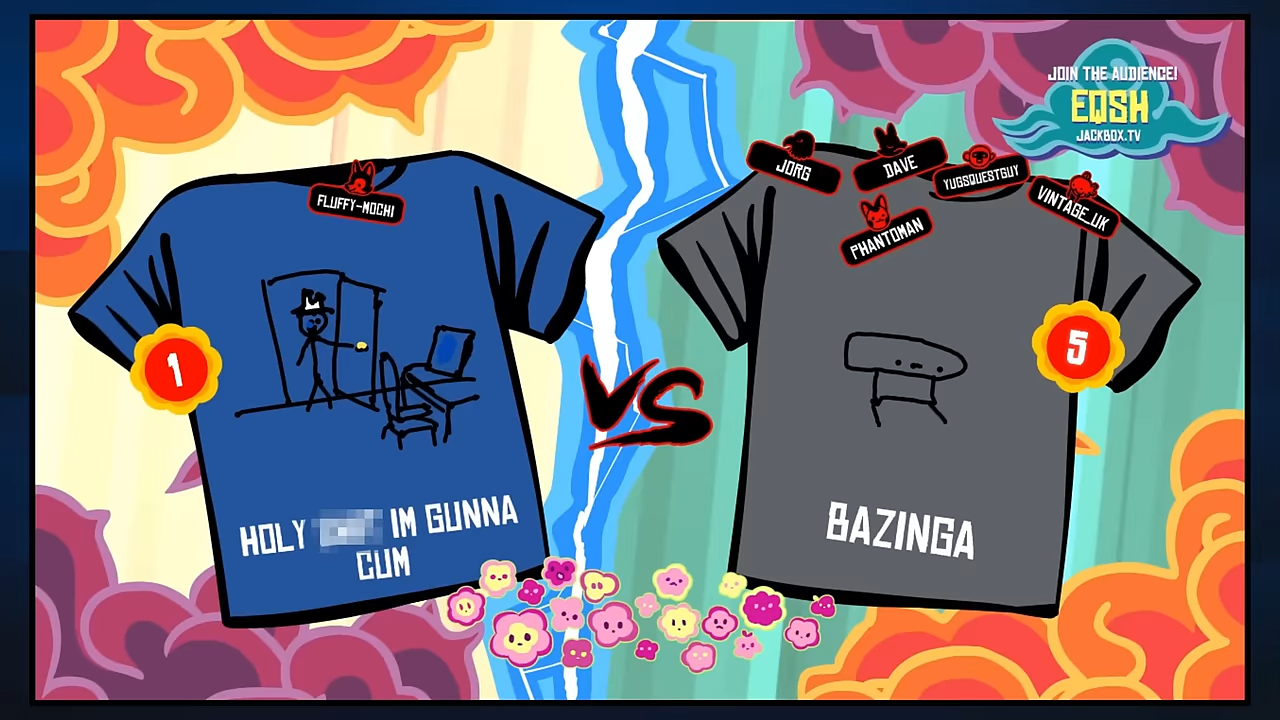 JOIN THE AUDIENCE!
EQSH
JACKBOX.TV
FLUFFY-MOCHI
JORG
DAVE
YUGSQUESTGUY
VINTAGE_UK
PHANTOMAN
1
VS
5
HOLY IM GUNNA
CUM
BAZINGA